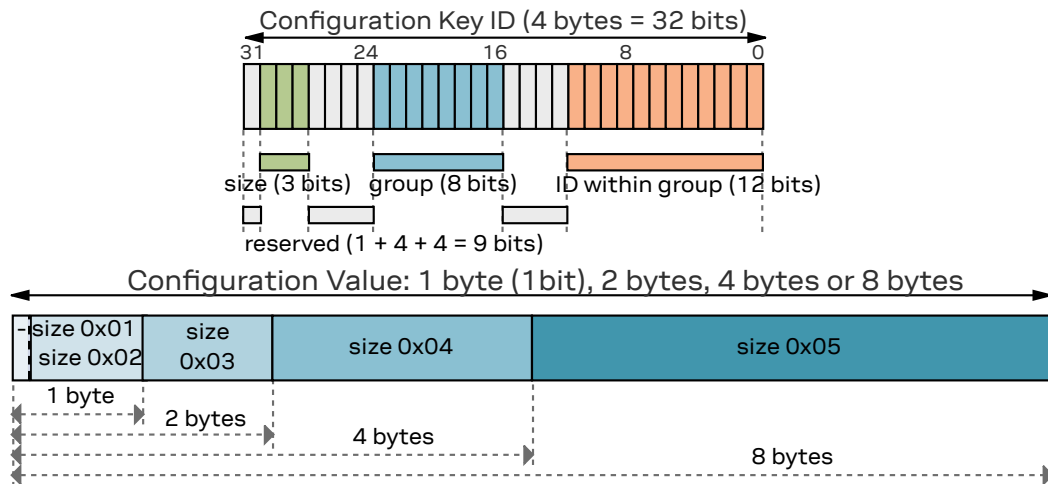 Configuration Key ID (4 bytes = 32 bits)
31 24 16 8 0
size (3 bits) group (8 bits) ID within group (12 bits)
reserved (1 + 4 + 4 = 9 bits)
Configuration Value: 1 byte (1bit), 2 bytes, 4 bytes or 8 bytes
- size 0x01 size
size 0x02 0x03 size 0x04 size 0x05
1 byte
2 bytes
4 bytes
8 bytes